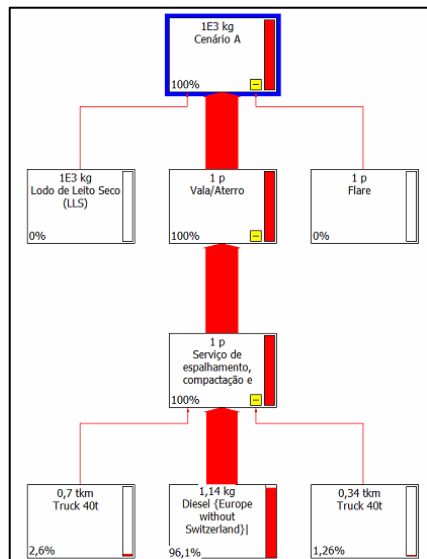 1E3 kg
Cenário A
100%
1E3 kg
Lodo de Leito Seco
(LLS)
0%
1 p
Vala/Aterro
100%
1 p
Flare
0%
1 p
Serviço de
espalhamento,
compactação e
100%
0,7 tkm
Truck 40t
2,6%
1,14 kg
Diesel {Europe
without
Switzerland}|
96,1%
0,34 tkm
Truck 40t
1,26%